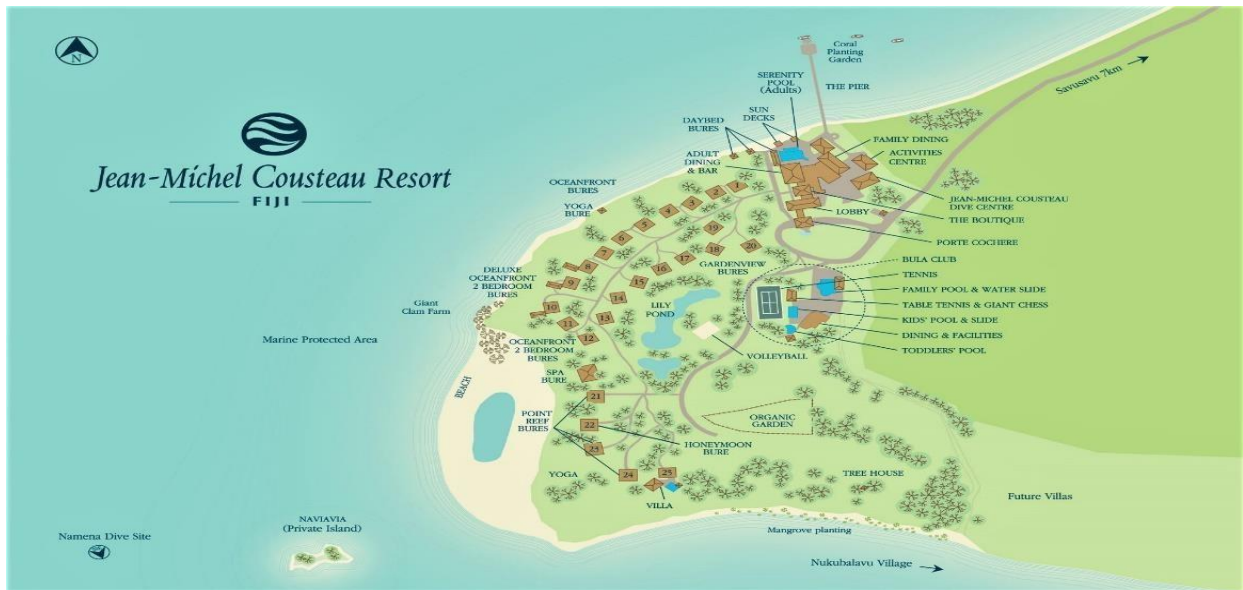 N
Jean-Michel Cousteau Resort
FIJI
Coral
Planting
Garden
SERENITY
POOL
(Adults)
THE PIER
Savusavu 7km
SUN
DECKS
DAYBED
BURES
FAMILY DINING
ADULT
DINING
& BAR
ACTIVITIES
CENTRE
JEAN-MICHEL COUSTEAU
DIVE CENTRE
OCEANFRONT
BURES
LOBBY
THE BOUTIQUE
YOGA
BURE
PORTE COCHERE
1
2
3
4
5
6
7
8
9
10
11
12
13
14
15
16
17
18
19
20
GARDENVIEW
BURES
BULA CLUB
TENNIS
FAMILY POOL & WATER SLIDE
TABLE TENNIS & GIANT CHESS
KIDS' POOL & SLIDE
DINING & FACILITIES
TODDLERS' POOL
DELUXE
OCEANFRONT
2 BEDROOM
BURES
Giant
Clam Farm
LILY
POND
Marine Protected Area
OCEANFRONT
2 BEDROOM
BURES
VOLLEYBALL
SPA
BURE
BEACH
21
22
23
24
25
POINT
REEF
BURES
ORGANIC
GARDEN
HONEYMOON
BURE
YOGA
TREE HOUSE
VILLA
Future Villas
NAVIAVIA
(Private Island)
Mangrove planting
Namena Dive Site
Nukubalavu Village